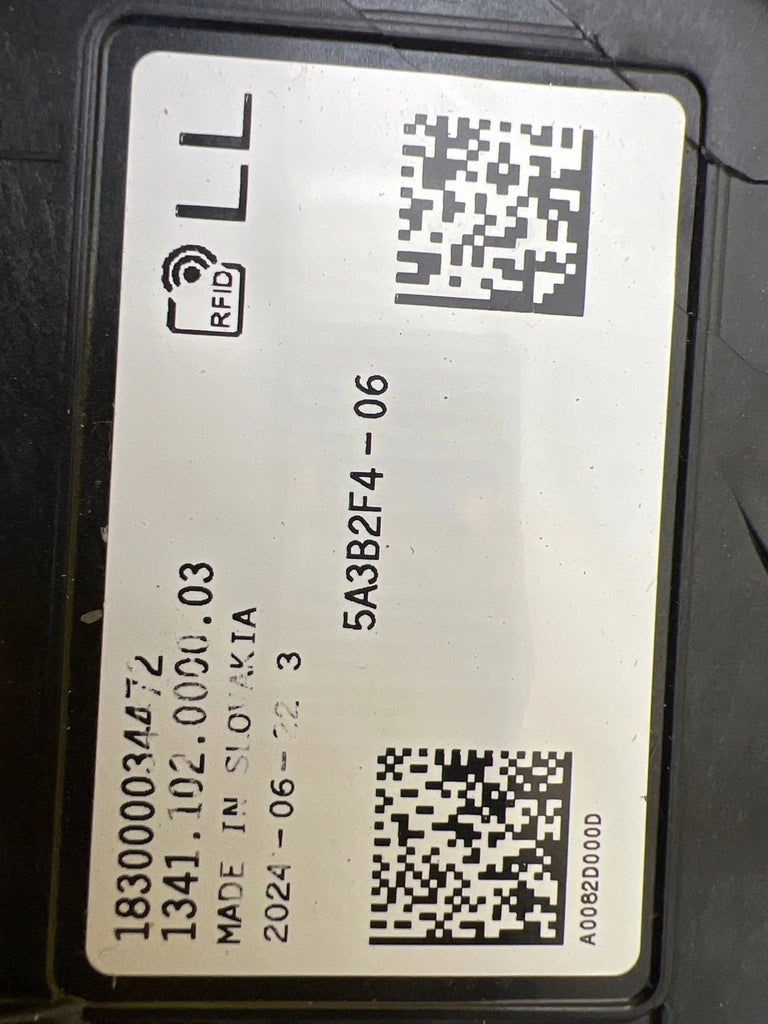 183000034472
1341.102.0000.03
MADE IN SLOVAKIA
2024-06-22 3
RFID
LL
5A3B2F4-06
A0082D000D